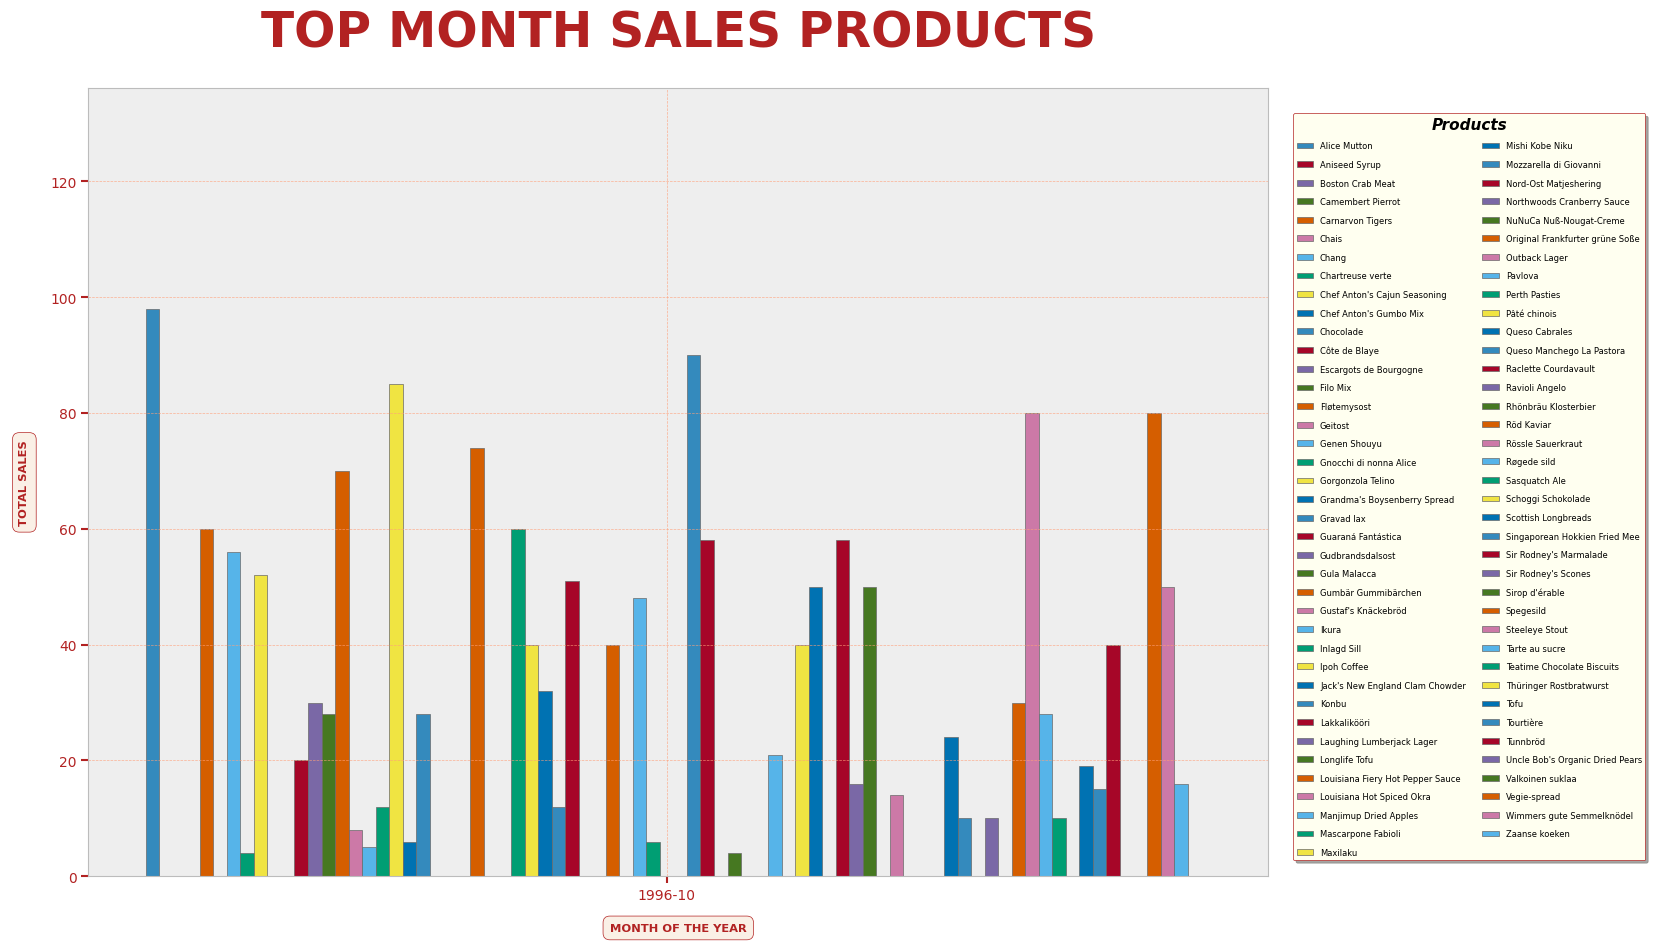 TOP MONTH SALES PRODUCTS
120
100
80
60
40
20
0
TOTAL SALES
1996-10
MONTH OF THE YEAR
Products
Alice Mutton
Aniseed Syrup
Boston Crab Meat
Camembert Pierrot
Carnarvon Tigers
Chais
Chang
Chartreuse verte
Chef Anton's Cajun Seasoning
Chef Anton's Gumbo Mix
Chocolade
Côte de Blaye
Escargots de Bourgogne
Filo Mix
Fløtemysost
Geitost
Genen Shouyu
Gnocchi di nonna Alice
Gorgonzola Telino
Grandma's Boysenberry Spread
Gravad lax
Guaraná Fantástica
Gudbrandsdalsost
Gula Malacca
Gumbär Gummibärchen
Gustaf's Knäckebröd
Ikura
Inlagd Sill
Ipoh Coffee
Jack's New England Clam Chowder
Konbu
Lakkalikööri
Laughing Lumberjack Lager
Longlife Tofu
Louisiana Fiery Hot Pepper Sauce
Louisiana Hot Spiced Okra
Manjimup Dried Apples
Mascarpone Fabioli
Maxilaku
Mishi Kobe Niku
Mozzarella di Giovanni
Nord-Ost Matjeshering
Northwoods Cranberry Sauce
NuNuCa Nuß-Nougat-Creme
Original Frankfurter grüne Soße
Outback Lager
Pavlova
Perth Pasties
Pâté chinois
Queso Cabrales
Queso Manchego La Pastora
Raclette Courdavault
Ravioli Angelo
Rhönbräu Klosterbier
Röd Kaviar
Rössle Sauerkraut
Røgede sild
Sasquatch Ale
Schoggi Schokolade
Scottish Longbreads
Singaporean Hokkien Fried Mee
Sir Rodney's Marmalade
Sir Rodney's Scones
Sirop d'érable
Spegesild
Steeleye Stout
Tarte au sucre
Teatime Chocolate Biscuits
Thüringer Rostbratwurst
Tofu
Tourtière
Tunnbröd
Uncle Bob's Organic Dried Pears
Valkoinen suklaa
Vegie-spread
Wimmers gute Semmelknödel
Zaanse koeken